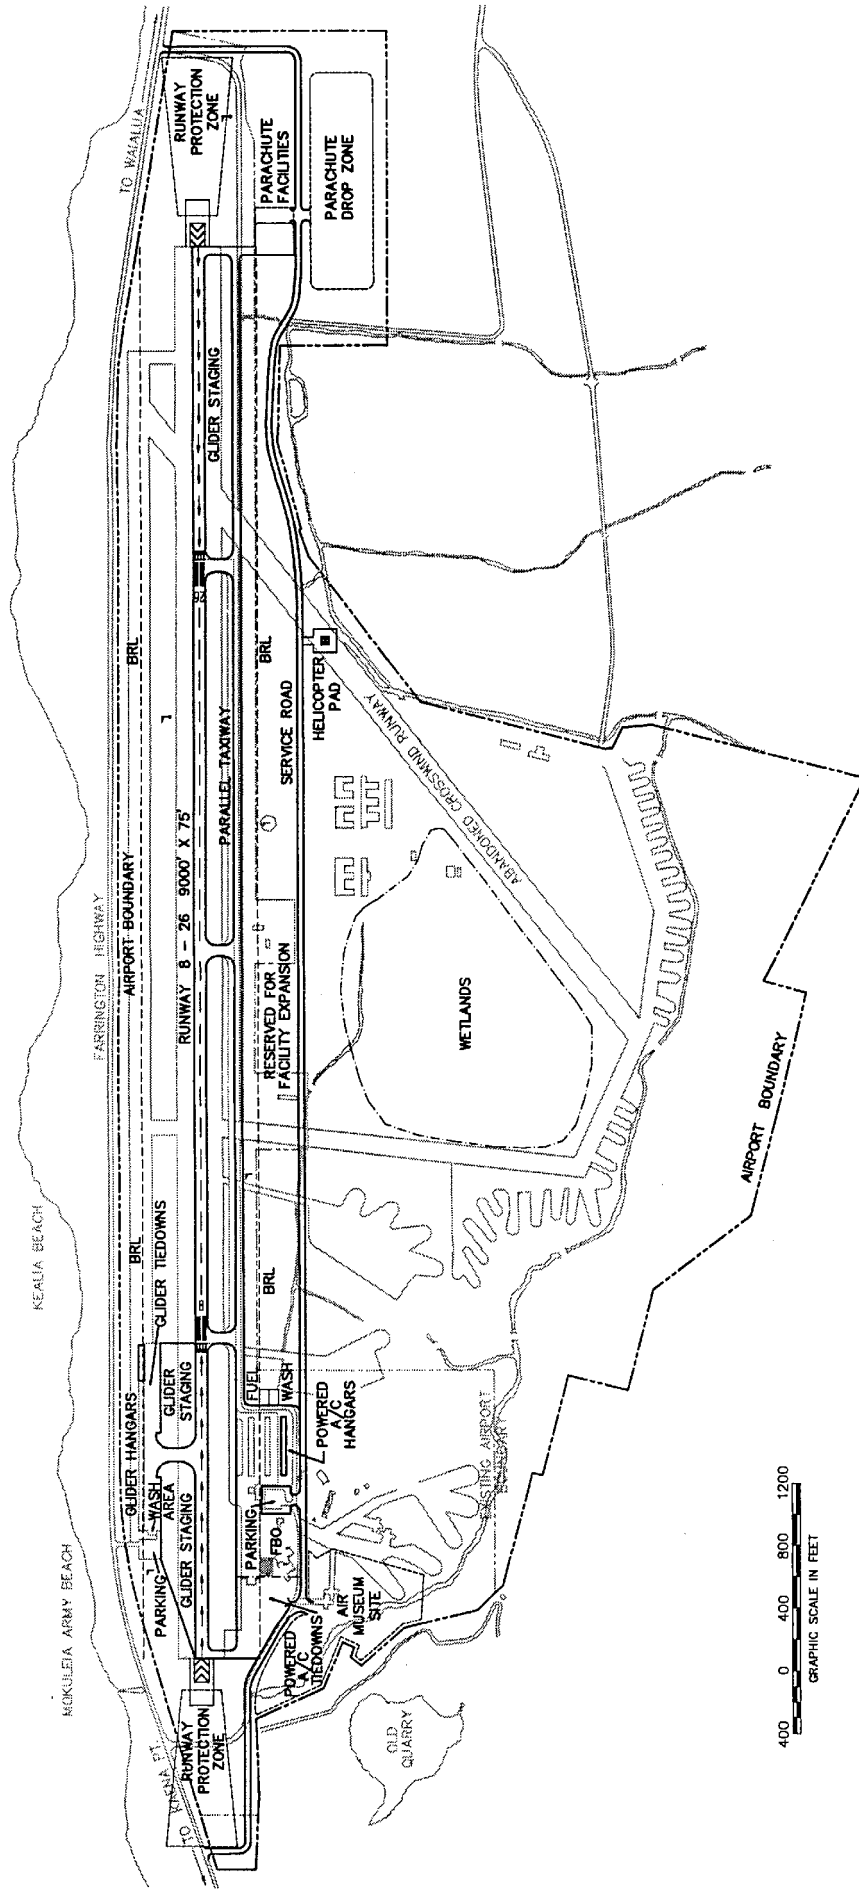 MOKULEIA ARMY BEACH
KEALIA BEACH
FARRINGTON HIGHWAY
TO WAIALUA
TO KAENA PT.
RUNWAY
PROTECTION
ZONE
PARKING
WASH
AREA
GLIDER HANGARS
GLIDER STAGING
GLIDER
STAGING
GLIDER TIEDOWNS
BRL
AIRPORT BOUNDARY
RUNWAY 8 - 26 9000' X 75'
BRL
8
26
PARALLEL TAXIWAY
GLIDER STAGING
RUNWAY
PROTECTION
ZONE
PARACHUTE
FACILITIES
PARACHUTE
DROP ZONE
POWERED
A/C
TIEDOWNS
AIR
MUSEUM
SITE
FBO
PARKING
FUEL
WASH
POWERED
A/C
HANGARS
BRL
RESERVED FOR
FACILITY EXPANSION
SERVICE ROAD
BRL
HELICOPTER
PAD
ABANDONED CROSSWIND RUNWAY
WETLANDS
EXISTING AIRPORT
BOUNDARY
OLD
QUARRY
AIRPORT BOUNDARY
400 0 400 800 1200
GRAPHIC SCALE IN FEET